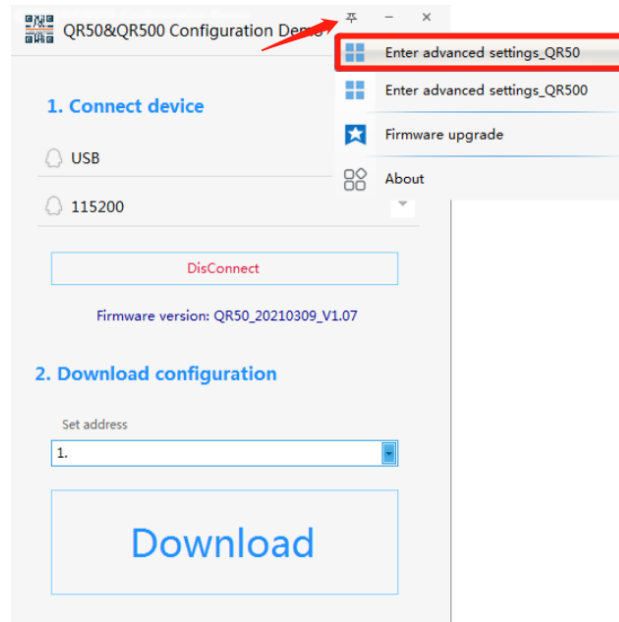 QR50&QR500 Configuration Demo
Enter advanced settings_QR50
Enter advanced settings_QR500
Firmware upgrade
About
1. Connect device
USB
115200
DisConnect
Firmware version: QR50_20210309_V1.07
2. Download configuration
Set address
1.
Download